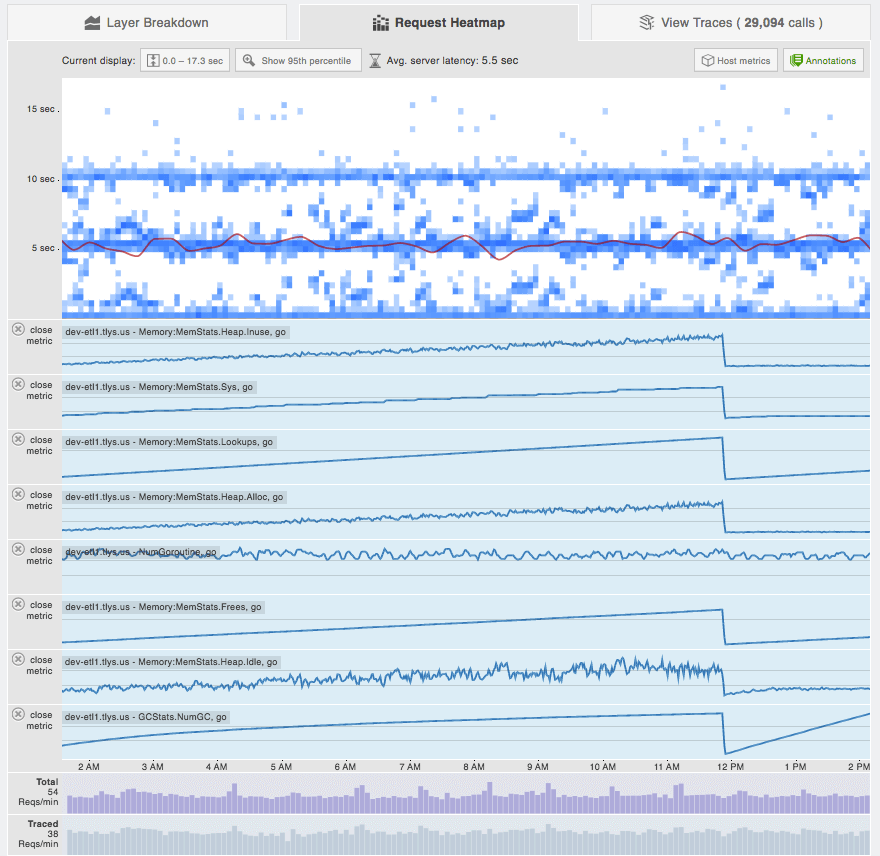 Layer Breakdown
Request Heatmap
View Traces ( 29,094 calls )
Current display:
0.0 – 17.3 sec
Show 95th percentile
Avg. server latency: 5.5 sec
Host metrics
Annotations
15 sec
10 sec
5 sec
close
metric
dev-etl1.tlys.us - Memory:MemStats.Heap.Inuse, go
close
metric
dev-etl1.tlys.us - Memory:MemStats.Sys, go
close
metric
dev-etl1.tlys.us - Memory:MemStats.Lookups, go
close
metric
dev-etl1.tlys.us - Memory:MemStats.Heap.Alloc, go
close
metric
dev-etl1.tlys.us - NumGoroutine, go
close
metric
dev-etl1.tlys.us - Memory:MemStats.Frees, go
close
metric
dev-etl1.tlys.us - Memory:MemStats.Heap.Idle, go
close
metric
dev-etl1.tlys.us - GCStats.NumGC, go
2 AM 3 AM 4 AM 5 AM 6 AM 7 AM 8 AM 9 AM 10 AM 11 AM 12 PM 1 PM 2 PM
Total
54
Reqs/min
Traced
38
Reqs/min